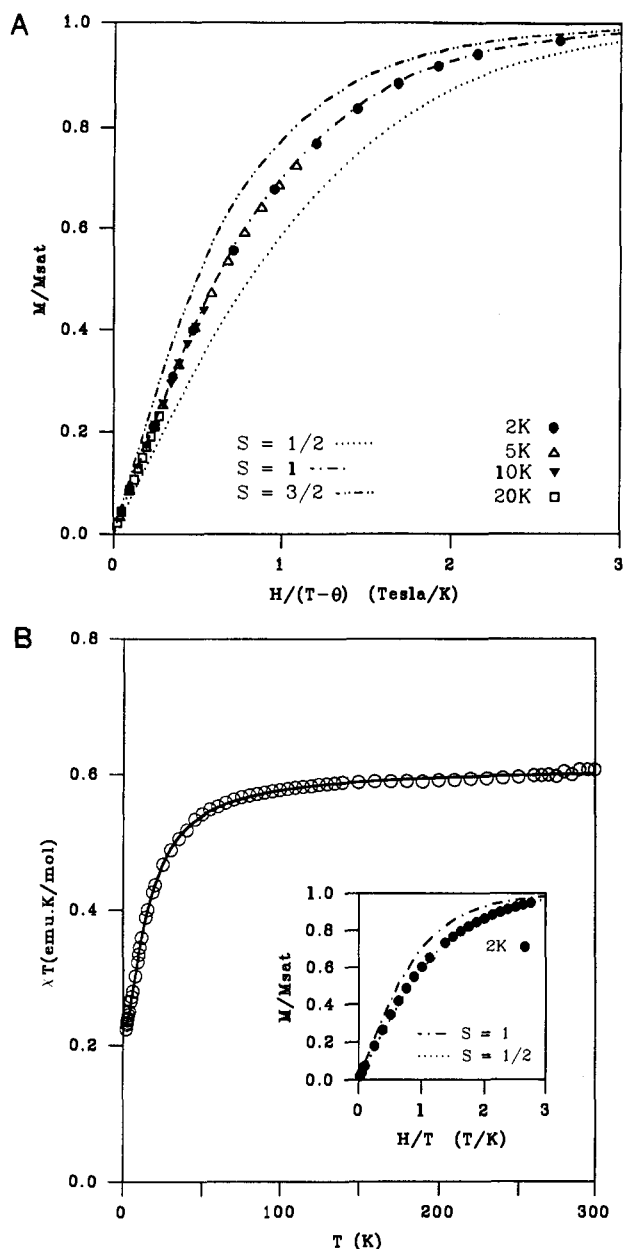 A
1.0
0.8
0.6
0.4
0.2
0.0
M/Msat
S = 1/2
S = 1
S = 3/2
2K
5K
10K
20K
0 1 2 3
H/(T-θ) (Tesla/K)
B
0.8
0.6
0.4
0.2
0.0
χT(emu.K/mol)
1.0
0.8
0.6
0.4
0.2
0.0
M/Msat
2K
S = 1
S = 1/2
0 1 2 3
H/T (T/K)
0 100 200 300
T (K)